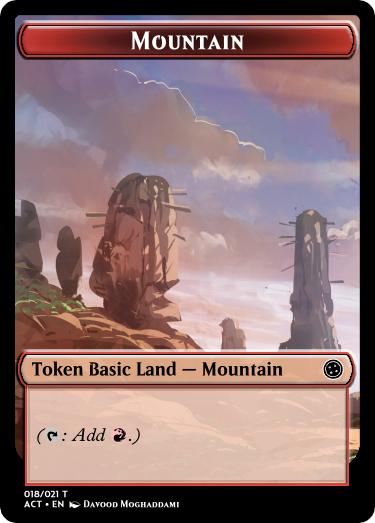 MOUNTAIN
Token Basic Land — Mountain
(: Add .)
018/021 T
ACT • EN DAVOOD MOGHADDAMI